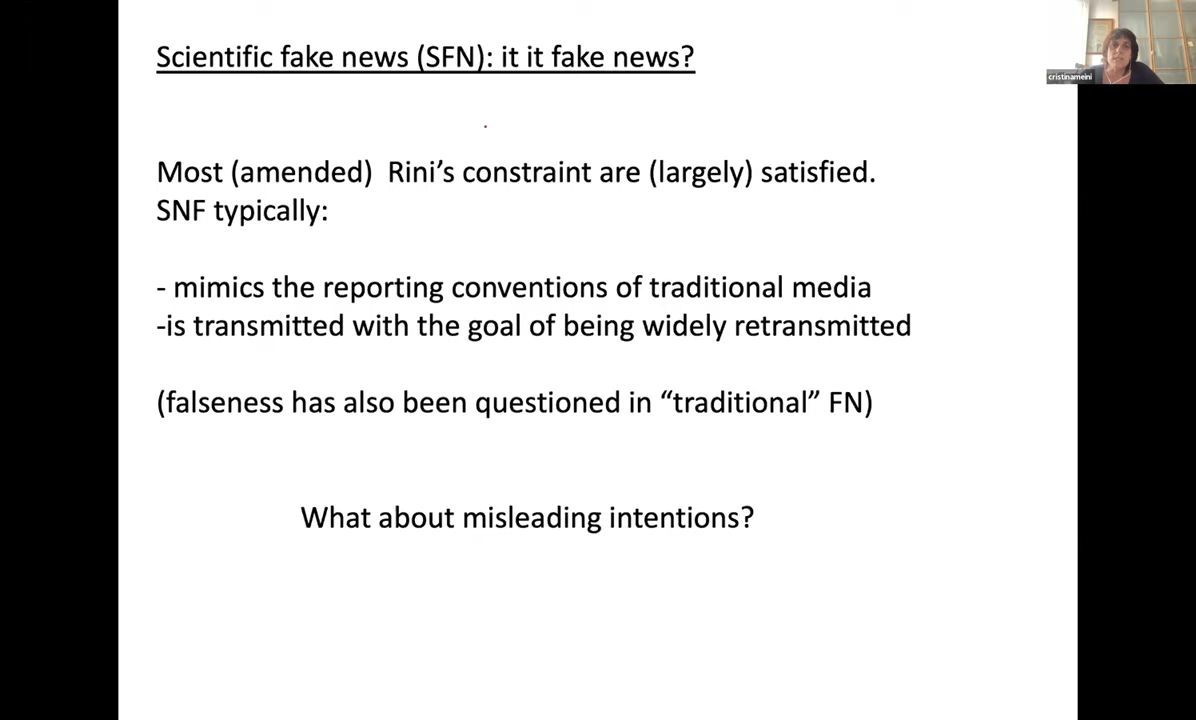 Scientific fake news (SFN): it it fake news?
cristinameini
Most (amended) Rini's constraint are (largely) satisfied.
SNF typically:
- mimics the reporting conventions of traditional media
-is transmitted with the goal of being widely retransmitted
(falseness has also been questioned in “traditional” FN)
What about misleading intentions?